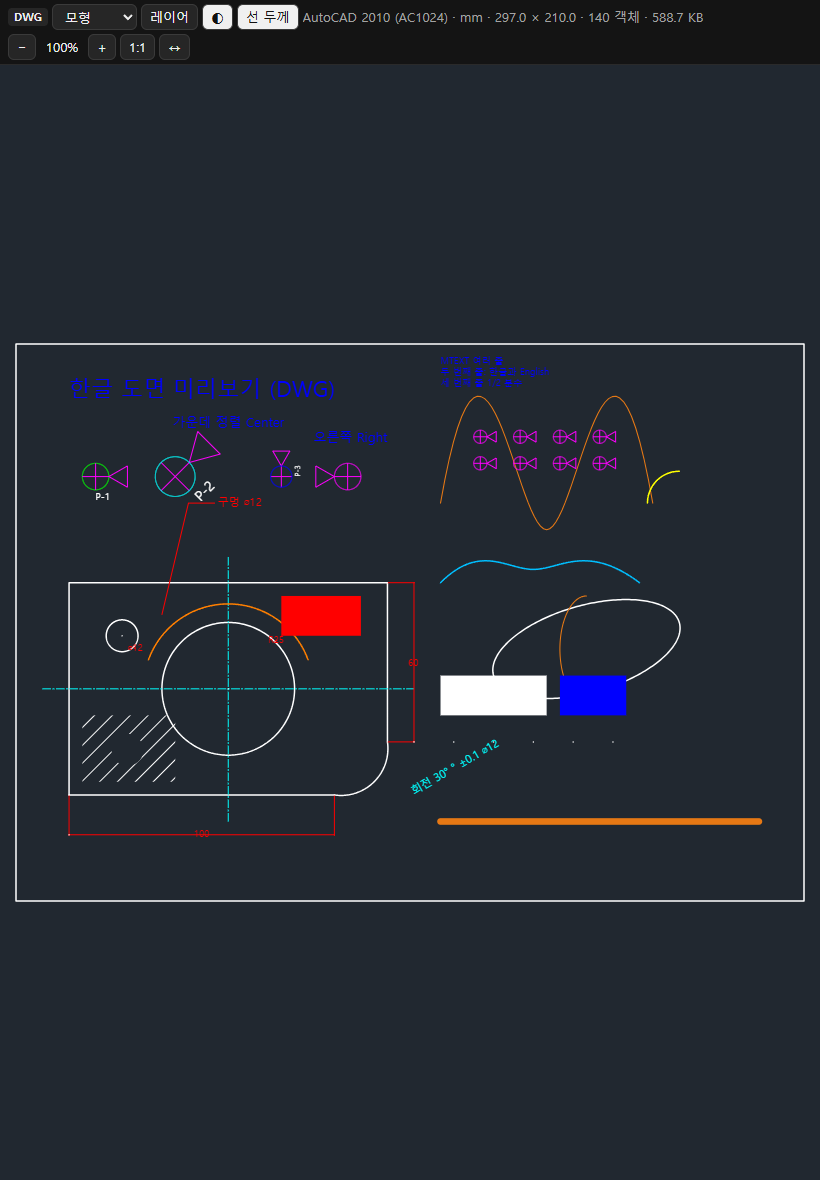 DWG 모형 레이어 ◐ 선 두께 AutoCAD 2010 (AC1024) · mm · 297.0 × 210.0 · 140 객체 · 588.7 KB
− 100% + 1:1 ↔
한글 도면 미리보기 (DWG)
가운데 정렬 Center
오른쪽 Right
P-1
P-2
P-3
구멍 ø12
ø12
60
회전 30° ° ±0.1 ø12
100